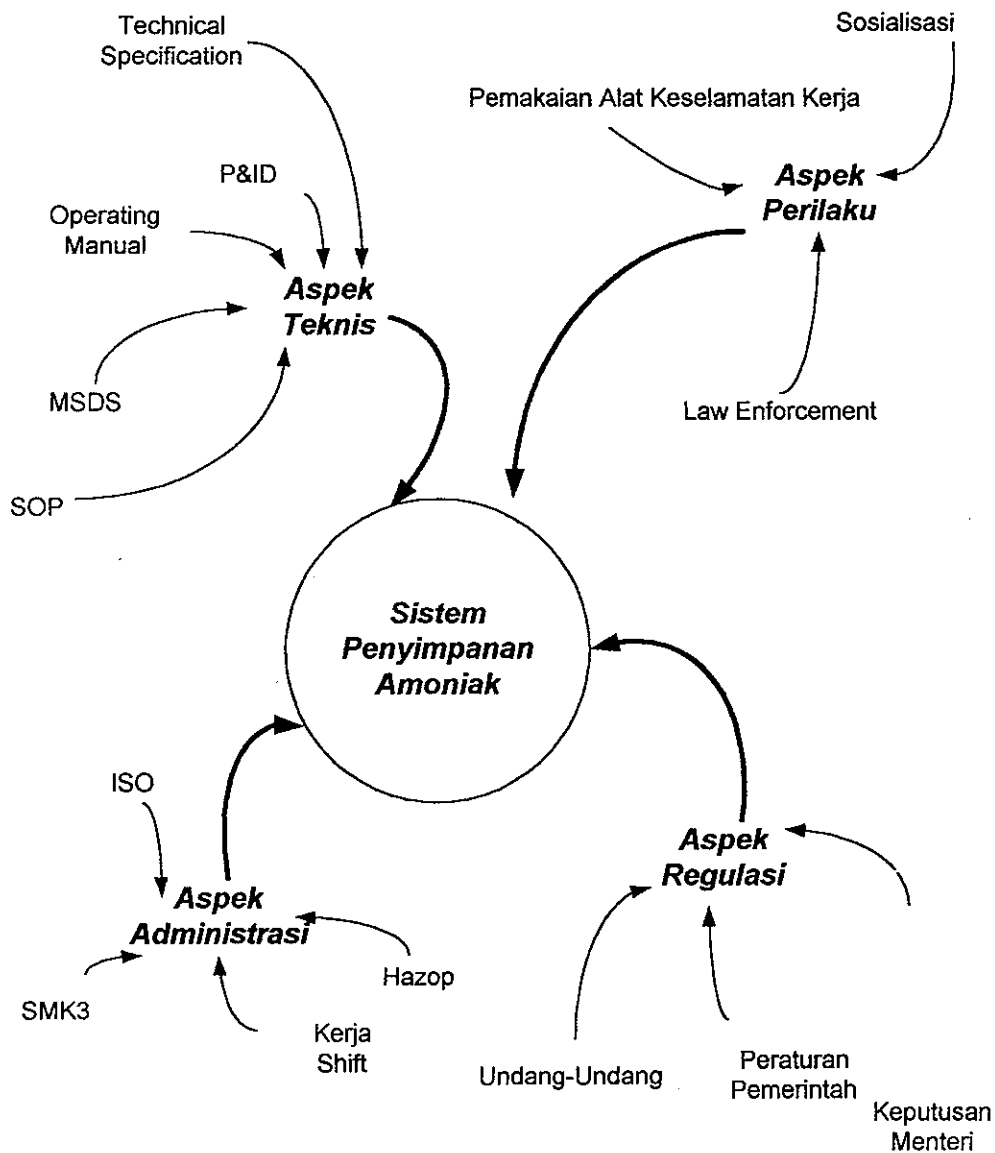 Technical
Specification
Sosialisasi
Pemakaian Alat Keselamatan Kerja
P&ID
Aspek
Perilaku
Operating
Manual
Aspek
Teknis
MSDS
Law Enforcement
SOP
Sistem
Penyimpanan
Amoniak
ISO
Aspek
Regulasi
Aspek
Administrasi
Hazop
SMK3
Kerja
Shift
Undang-Undang
Peraturan
Pemerintah
Keputusan
Menteri